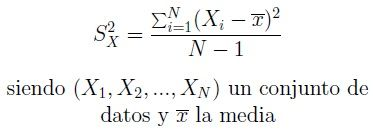 S_X^2 = \frac{\sum_{i=1}^{N}(X_i - \overline{x})^2}{N - 1}
siendo (X_1, X_2, ..., X_N) un conjunto de
datos y \overline{x} la media